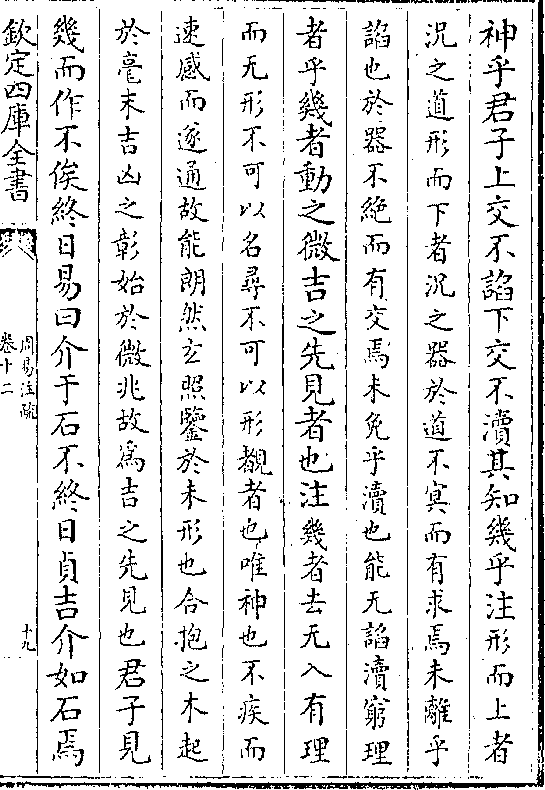 神乎君子上交不諂下交不瀆其知幾乎注形而上者
況之道形而下者況之器於道不冥而有求焉未離乎
諂也於器不絶而有交焉未免乎瀆也能无諂瀆窮理
者乎幾者動之微吉之先見者也注幾者去无入有理
而无形不可以名尋不可以形覩者也唯神也不疾而
速感而遂通故能朗然玄照鑒於未形也合抱之木起
於毫末吉凶之彰始於微兆故為吉之先見也君子見
幾而作不俟終日易曰介于石不終日貞吉介如石焉
欽定四庫全書
周易注疏
卷十二
十九